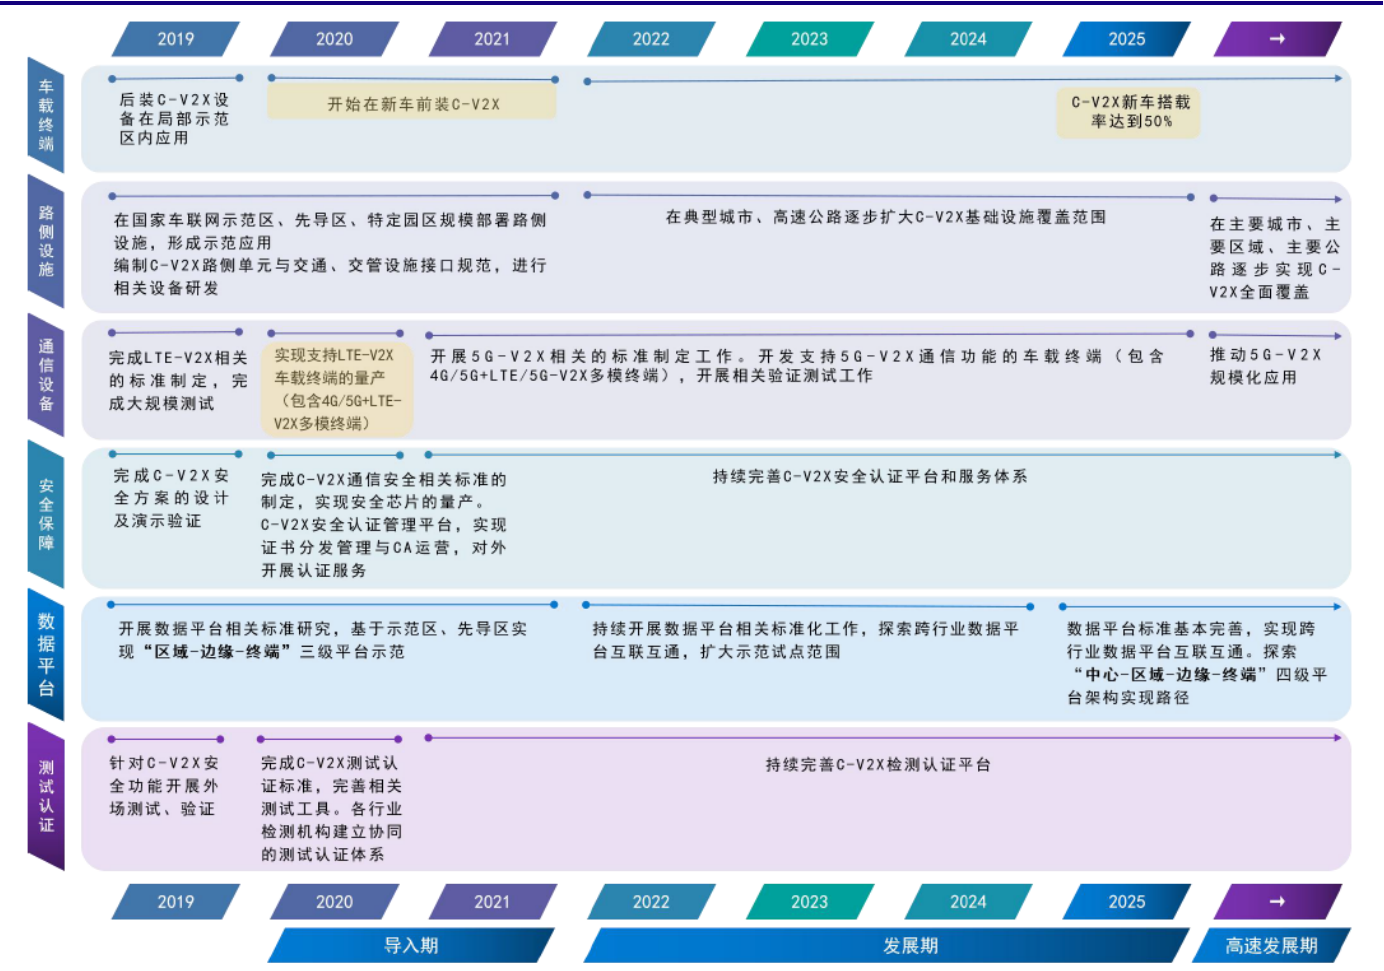 2019
2020
2021
2022
2023
2024
2025
→
车载终端
后装C-V2X设
备在局部示范
区内应用
开始在新车前装C-V2X
C-V2X新车搭载
率达到50%
路侧设施
在国家车联网示范区、先导区、特定园区规模部署路侧
设施，形成示范应用
编制C-V2X路侧单元与交通、交管设施接口规范，进行
相关设备研发
在典型城市、高速公路逐步扩大C-V2X基础设施覆盖范围
在主要城市、主
要区域、主要公
路逐步实现C-
V2X全面覆盖
通信设备
完成LTE-V2X相关
的标准制定，完
成大规模测试
实现支持LTE-V2X
车载终端的量产
（包含4G/5G+LTE-
V2X多模终端）
开展5G-V2X相关的标准制定工作。开发支持5G-V2X通信功能的车载终端（包含
4G/5G+LTE/5G-V2X多模终端），开展相关验证测试工作
推动5G-V2X
规模化应用
安全保障
完成C-V2X安
全方案的设计
及演示验证
完成C-V2X通信安全相关标准的
制定，实现安全芯片的量产。
C-V2X安全认证管理平台，实现
证书分发管理与CA运营，对外
开展认证服务
持续完善C-V2X安全认证平台和服务体系
数据平台
开展数据平台相关标准研究，基于示范区、先导区实
现“区域-边缘-终端”三级平台示范
持续开展数据平台相关标准化工作，探索跨行业数据平
台互联互通，扩大示范试点范围
数据平台标准基本完善，实现跨
行业数据平台互联互通。探索
“中心-区域-边缘-终端”四级平
台架构实现路径
测试认证
针对C-V2X安
全功能开展外
场测试、验证
完成C-V2X测试认
证标准，完善相关
测试工具。各行业
检测机构建立协同
的测试认证体系
持续完善C-V2X检测认证平台
2019
2020
2021
2022
2023
2024
2025
→
导入期
发展期
高速发展期